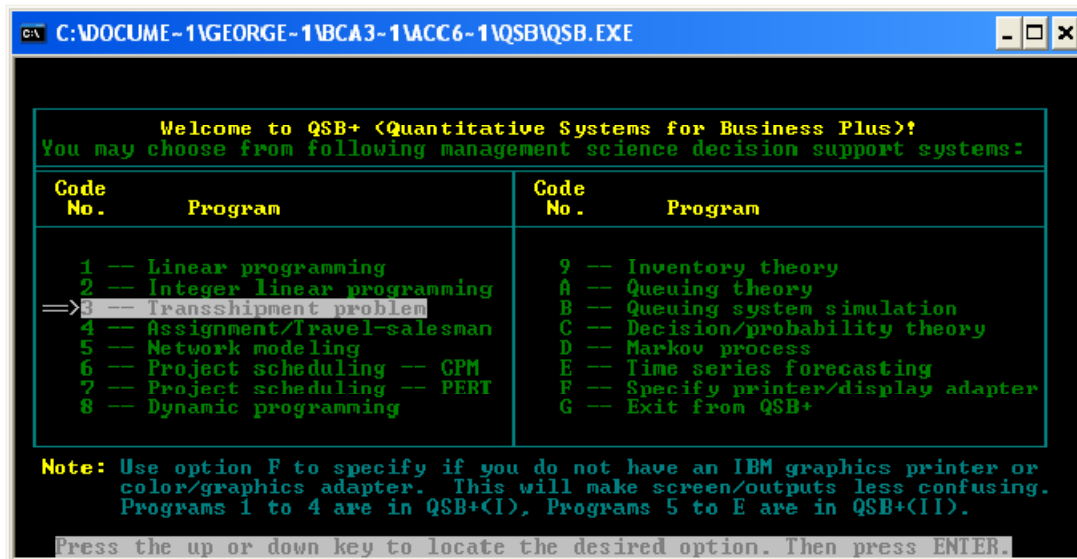 C:\DOCUME~1\GEORGE~1\BCA3-1\ACC6-1\QSB\QSB.EXE
Welcome to QSB+ (Quantitative Systems for Business Plus)!
You may choose from following management science decision support systems:
Code
No. Program
1 -- Linear programming
2 -- Integer linear programming
==>3 -- Transshipment problem
4 -- Assignment/Travel-salesman
5 -- Network modeling
6 -- Project scheduling -- CPM
7 -- Project scheduling -- PERT
8 -- Dynamic programming
Code
No. Program
9 -- Inventory theory
A -- Queuing theory
B -- Queuing system simulation
C -- Decision/probability theory
D -- Markov process
E -- Time series forecasting
F -- Specify printer/display adapter
G -- Exit from QSB+
Note: Use option F to specify if you do not have an IBM graphics printer or
color/graphics adapter. This will make screen/outputs less confusing.
Programs 1 to 4 are in QSB+(I), Programs 5 to E are in QSB+(II).
Press the up or down key to locate the desired option. Then press ENTER.